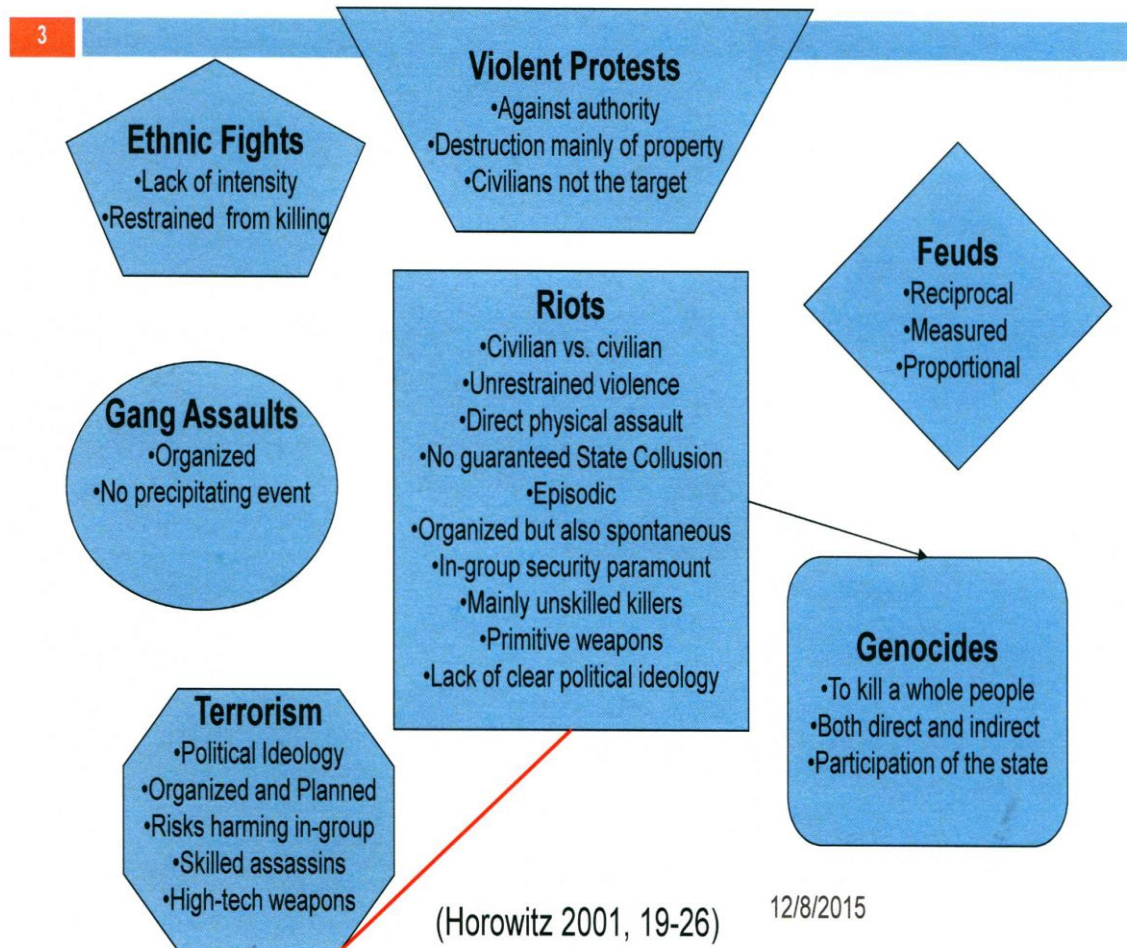 3
Violent Protests
•Against authority
•Destruction mainly of property
•Civilians not the target
Ethnic Fights
•Lack of intensity
•Restrained  from killing
Feuds
•Reciprocal
•Measured
•Proportional
Riots
•Civilian vs. civilian
•Unrestrained violence
•Direct physical assault
•No guaranteed State Collusion
•Episodic
•Organized but also spontaneous
•In-group security paramount
•Mainly unskilled killers
•Primitive weapons
•Lack of clear political ideology
Gang Assaults
•Organized
•No precipitating event
Genocides
•To kill a whole people
•Both direct and indirect
•Participation of the state
Terrorism
•Political Ideology
•Organized and Planned
•Risks harming in-group
•Skilled assassins
•High-tech weapons
(Horowitz 2001, 19-26)
12/8/2015